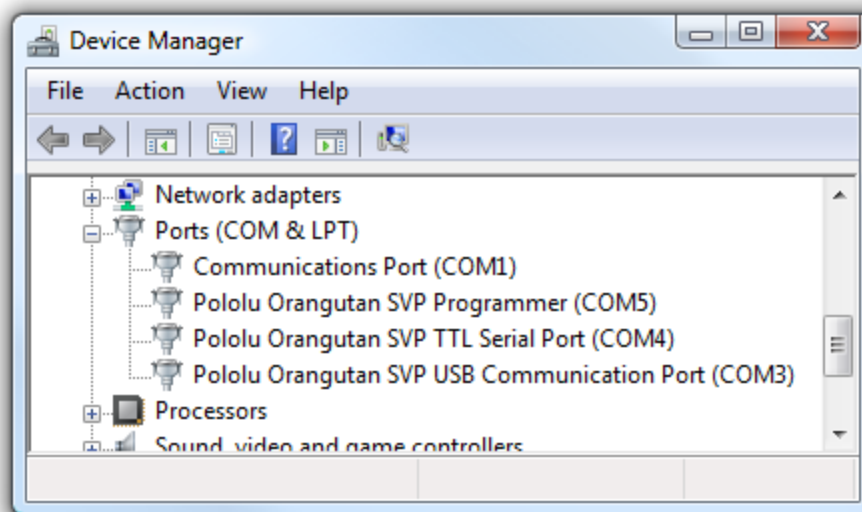 Device Manager
File Action View Help
Network adapters
Ports (COM & LPT)
Communications Port (COM1)
Pololu Orangutan SVP Programmer (COM5)
Pololu Orangutan SVP TTL Serial Port (COM4)
Pololu Orangutan SVP USB Communication Port (COM3)
Processors
Sound, video and game controllers